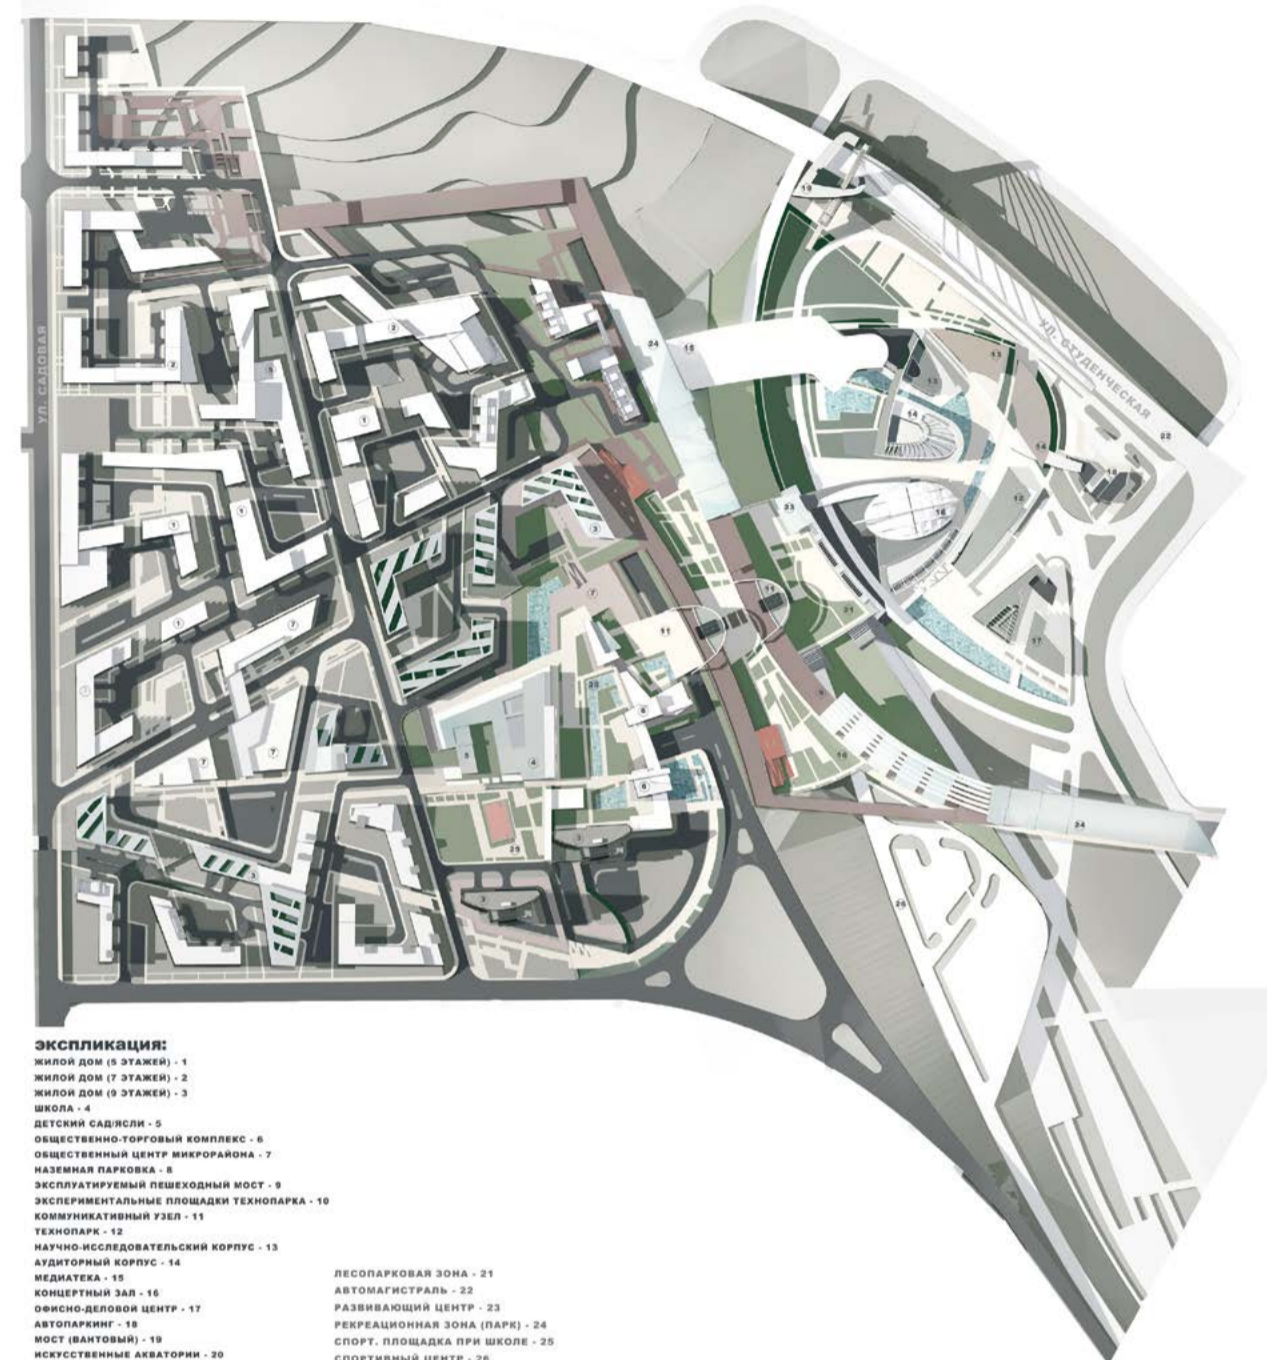 УЛ. САДОВАЯ
УЛ. СТУДЕНЧЕСКАЯ
ЭКСПЛИКАЦИЯ:
ЖИЛОЙ ДОМ (5 ЭТАЖЕЙ) - 1
ЖИЛОЙ ДОМ (7 ЭТАЖЕЙ) - 2
ЖИЛОЙ ДОМ (9 ЭТАЖЕЙ) - 3
ШКОЛА - 4
ДЕТСКИЙ САД/ЯСЛИ - 5
ОБЩЕСТВЕННО-ТОРГОВЫЙ КОМПЛЕКС - 6
ОБЩЕСТВЕННЫЙ ЦЕНТР МИКРОРАЙОНА - 7
НАЗЕМНАЯ ПАРКОВКА - 8
ЭКСПЛУАТИРУЕМЫЙ ПЕШЕХОДНЫЙ МОСТ - 9
ЭКСПЕРИМЕНТАЛЬНЫЕ ПЛОЩАДКИ ТЕХНОПАРКА - 10
КОММУНИКАТИВНЫЙ УЗЕЛ - 11
ТЕХНОПАРК - 12
НАУЧНО-ИССЛЕДОВАТЕЛЬСКИЙ КОРПУС - 13
АУДИТОРНЫЙ КОРПУС - 14
МЕДИАТЕКА - 15
КОНЦЕРТНЫЙ ЗАЛ - 16
ОФИСНО-ДЕЛОВОЙ ЦЕНТР - 17
АВТОПАРКИНГ - 18
МОСТ (ВАНТОВЫЙ) - 19
ИСКУССТВЕННЫЕ АКВАТОРИИ - 20
ЛЕСОПАРКОВАЯ ЗОНА - 21
АВТОМАГИСТРАЛЬ - 22
РАЗВИВАЮЩИЙ ЦЕНТР - 23
РЕКРЕАЦИОННАЯ ЗОНА (ПАРК) - 24
СПОРТ. ПЛОЩАДКА ПРИ ШКОЛЕ - 25
СПОРТИВНЫЙ ЦЕНТР - 26